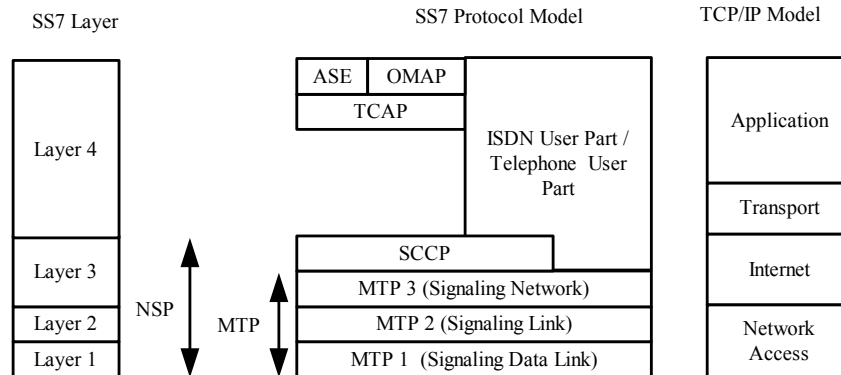 SS7 Layer
SS7 Protocol Model
TCP/IP Model
Layer 4
Layer 3
Layer 2
Layer 1
NSP
MTP
ASE
OMAP
TCAP
ISDN User Part /
Telephone User
Part
SCCP
MTP 3 (Signaling Network)
MTP 2 (Signaling Link)
MTP 1 (Signaling Data Link)
Application
Transport
Internet
Network
Access